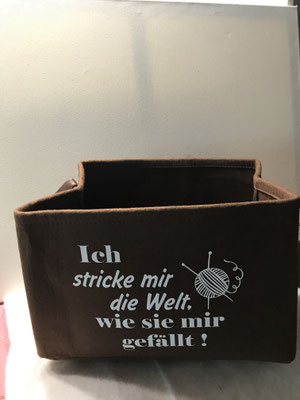 Ich
stricke mir
die Welt,
wie sie mir
gefällt !